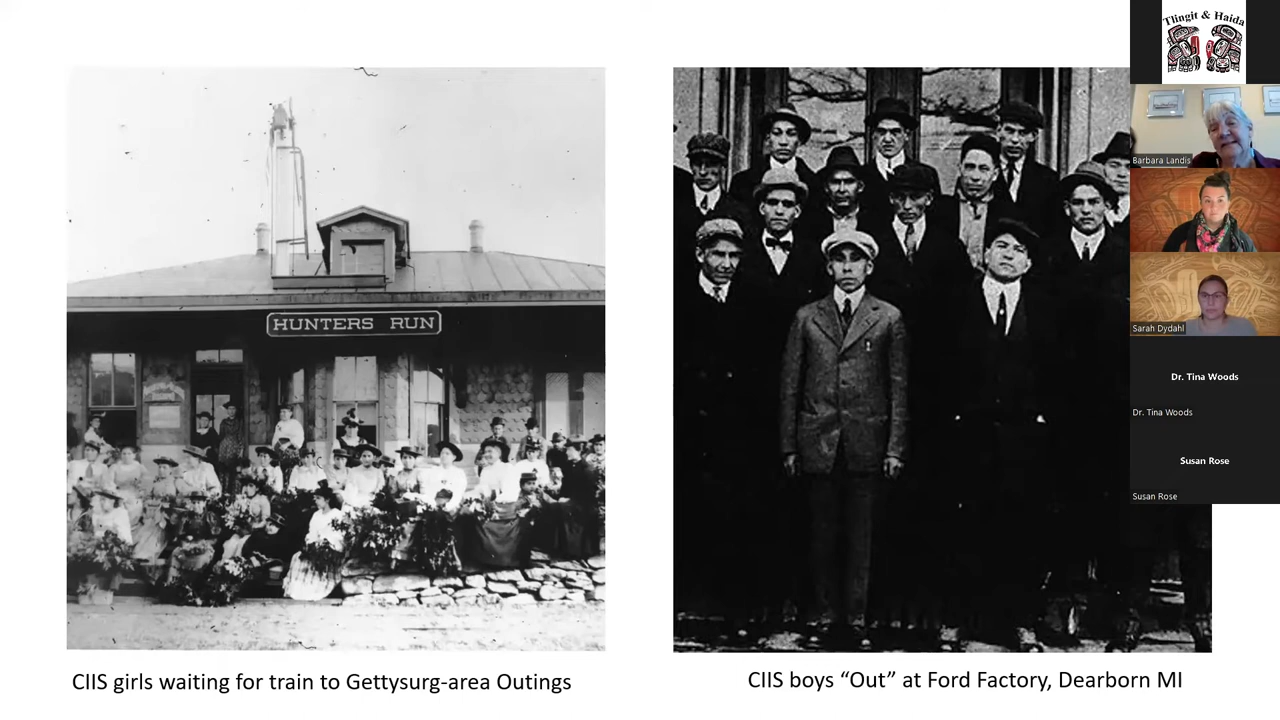 Tlingit & Haida
HUNTERS RUN
Barbara Landis
Sarah Dydahl
Dr. Tina Woods
Dr. Tina Woods
Susan Rose
Susan Rose
CIIS girls waiting for train to Gettysurg-area Outings
CIIS boys “Out” at Ford Factory, Dearborn MI